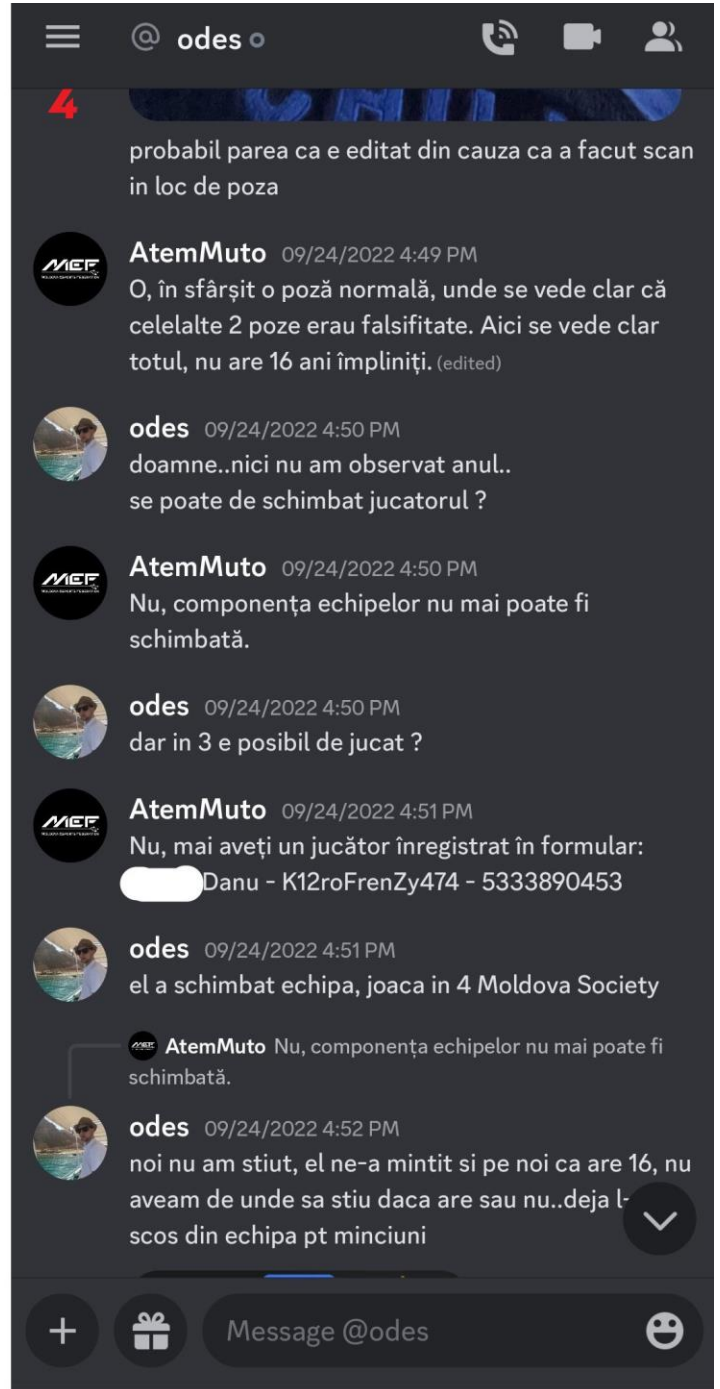 @ odes
4
probabil parea ca e editat din cauza ca a facut scan
in loc de poza
AtemMuto 09/24/2022 4:49 PM
O, în sfârșit o poză normală, unde se vede clar că
celelalte 2 poze erau falsifitate. Aici se vede clar
totul, nu are 16 ani împliniți. (edited)
odes 09/24/2022 4:50 PM
doamne..nici nu am observat anul..
se poate de schimbat jucatorul ?
AtemMuto 09/24/2022 4:50 PM
Nu, componența echipelor nu mai poate fi
schimbată.
odes 09/24/2022 4:50 PM
dar in 3 e posibil de jucat ?
AtemMuto 09/24/2022 4:51 PM
Nu, mai aveți un jucător înregistrat în formular:
Danu - K12roFrenZy474 - 5333890453
odes 09/24/2022 4:51 PM
el a schimbat echipa, joaca in 4 Moldova Society
AtemMuto Nu, componența echipelor nu mai poate fi
schimbată.
odes 09/24/2022 4:52 PM
noi nu am stiut, el ne-a mintit si pe noi ca are 16, nu
aveam de unde sa stiu daca are sau nu..deja l-
scos din echipa pt minciuni
Message @odes